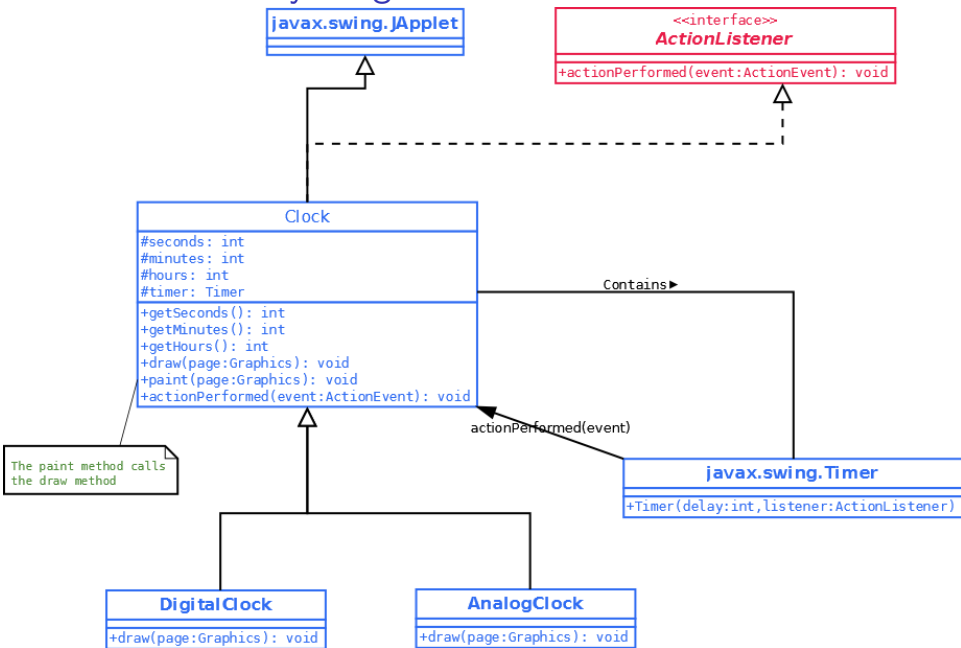 javax.swing.JApplet
<<interface>>
ActionListener
+actionPerformed(event:ActionEvent): void
Clock
#seconds: int
#minutes: int
#hours: int
#timer: Timer
+getSeconds(): int
+getMinutes(): int
+getHours(): int
+draw(page:Graphics): void
+paint(page:Graphics): void
+actionPerformed(event:ActionEvent): void
Contains▶
actionPerformed(event)
The paint method calls
the draw method
javax.swing.Timer
+Timer(delay:int,listener:ActionListener)
DigitalClock
+draw(page:Graphics): void
AnalogClock
+draw(page:Graphics): void